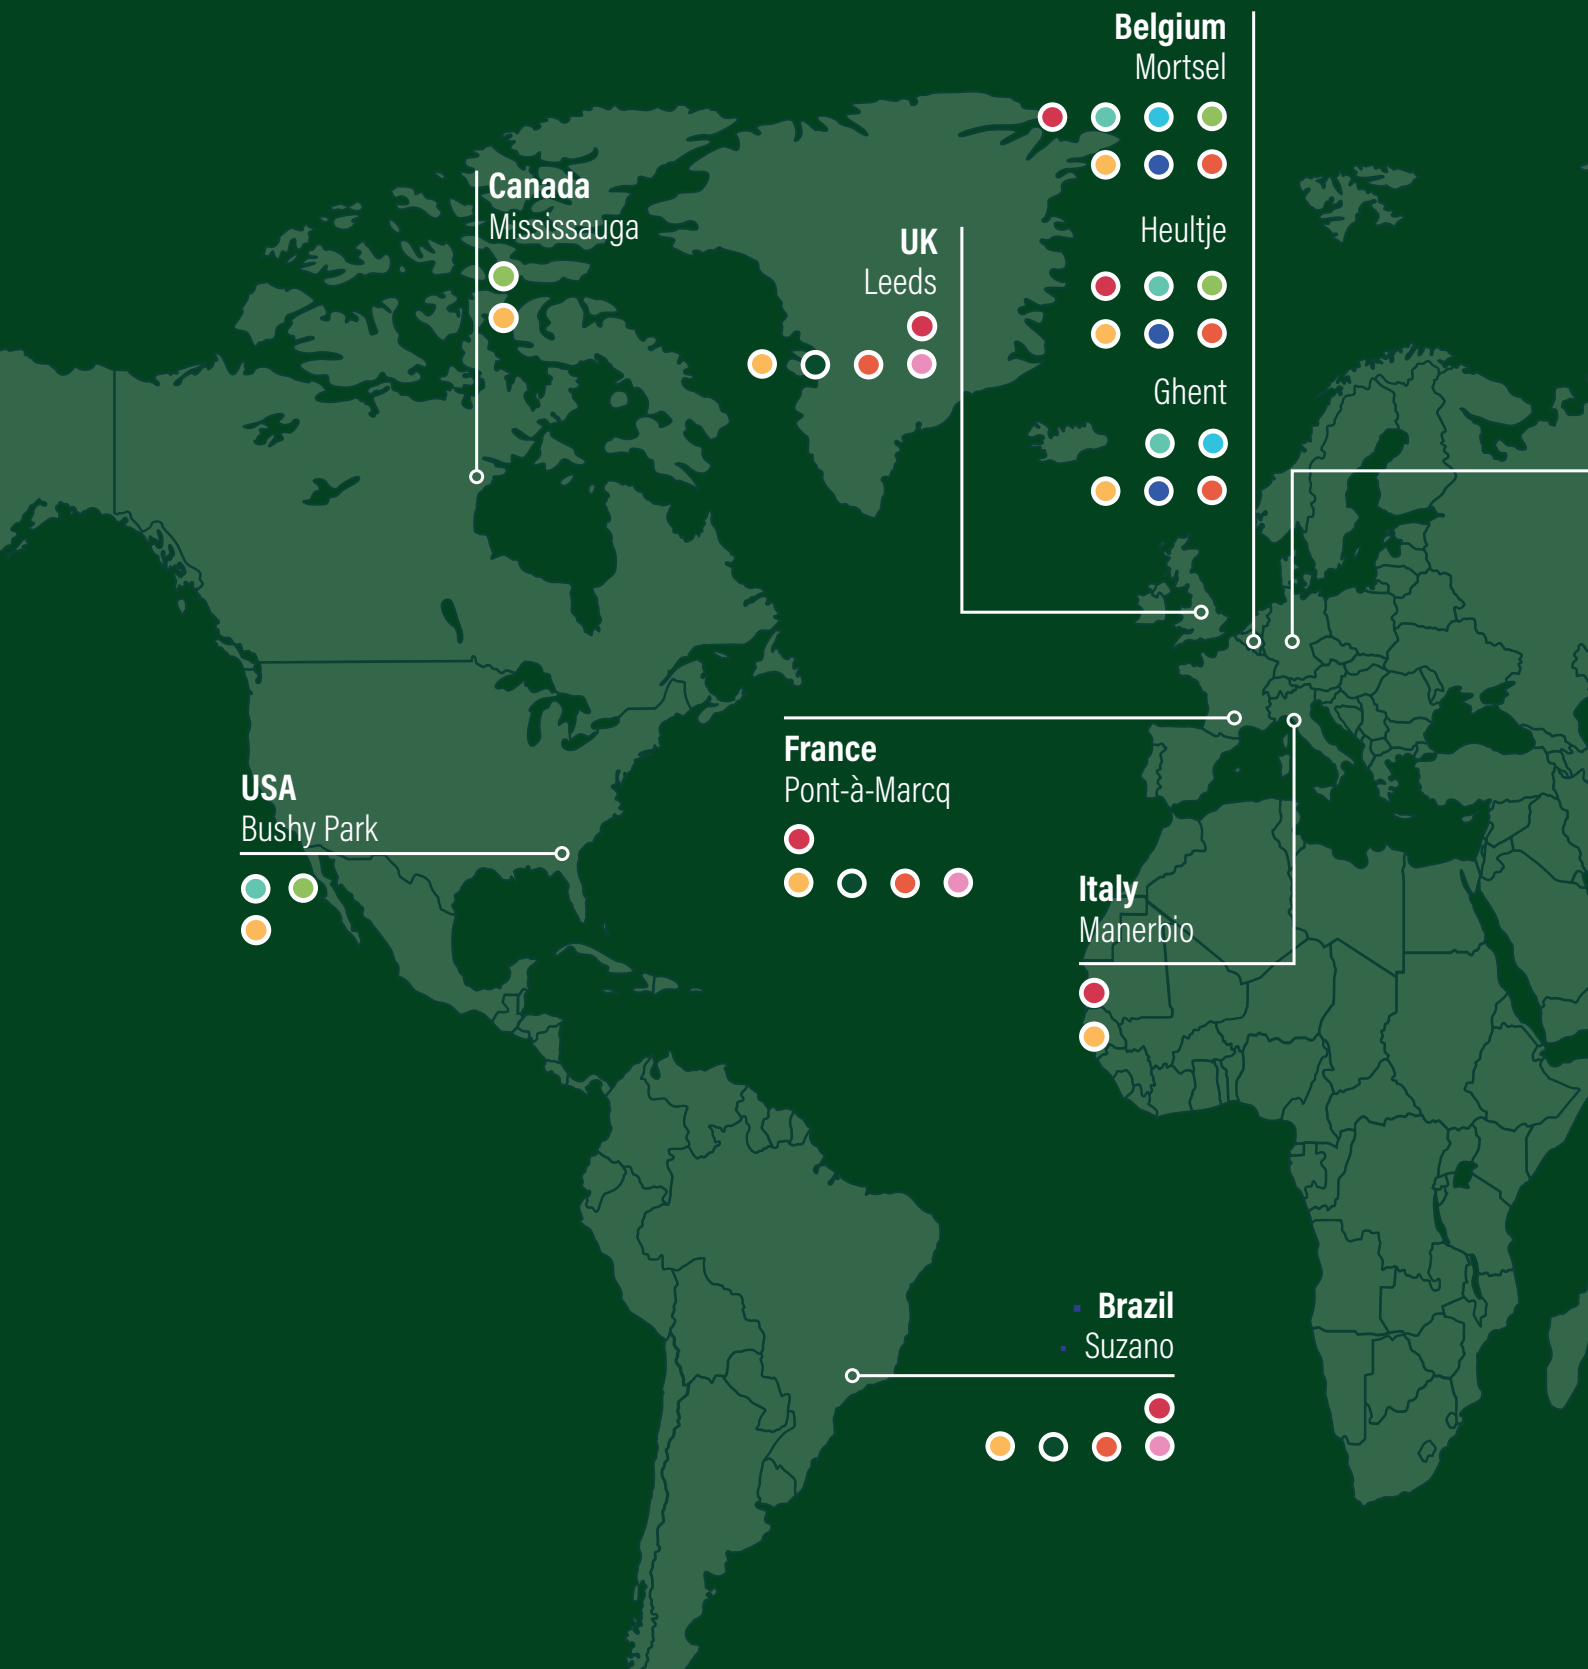 Belgium
Mortsel
Canada
Mississauga
Heultje
UK
Leeds
Ghent
France
Pont-à-Marcq
USA
Bushy Park
Italy
Manerbio
Brazil
Suzano